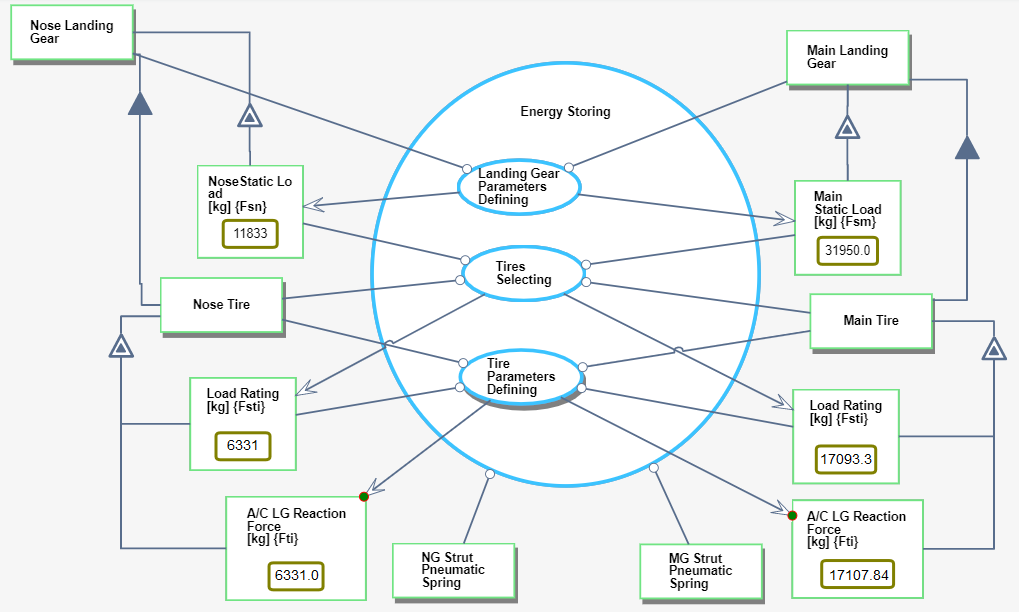 Nose Landing
Gear
Main Landing
Gear
Energy Storing
Landing Gear
Parameters
Defining
NoseStatic Lo
ad
[kg] {Fsn}
11833
Main
Static Load
[kg] {Fsm}
31950.0
Tires
Selecting
Nose Tire
Main Tire
Tire
Parameters
Defining
Load Rating
[kg] {Fsti}
6331
Load Rating
[kg] {Fsti}
17093.3
A/C LG Reaction
Force
[kg] {Fti}
6331.0
NG Strut
Pneumatic
Spring
MG Strut
Pneumatic
Spring
A/C LG Reaction
Force
[kg] {Fti}
17107.84